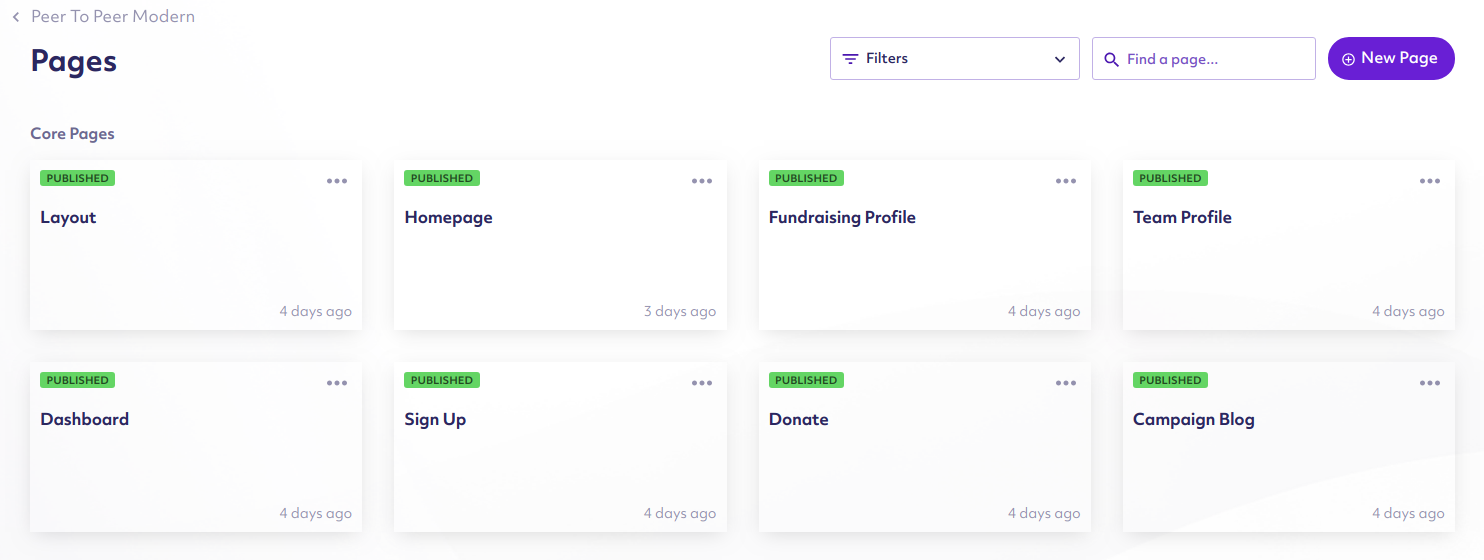 Peer To Peer Modern
Pages
Filters
Find a page...
New Page
Core Pages
PUBLISHED
Layout
4 days ago
PUBLISHED
Homepage
3 days ago
PUBLISHED
Fundraising Profile
4 days ago
PUBLISHED
Team Profile
4 days ago
PUBLISHED
Dashboard
4 days ago
PUBLISHED
Sign Up
4 days ago
PUBLISHED
Donate
4 days ago
PUBLISHED
Campaign Blog
4 days ago